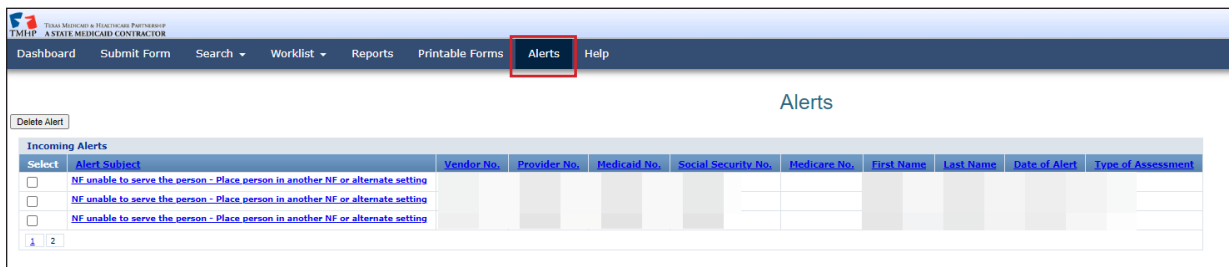 TEXAS MEDICAID & HEALTHCARE PARTNERSHIP
TMHP A STATE MEDICAID CONTRACTOR
Dashboard Submit Form Search Worklist Reports Printable Forms Alerts Help
Alerts
Delete Alert
Incoming Alerts
Select Alert Subject Vendor No. Provider No. Medicaid No. Social Security No. Medicare No. First Name Last Name Date of Alert Type of Assessment
NF unable to serve the person - Place person in another NF or alternate setting
NF unable to serve the person - Place person in another NF or alternate setting
NF unable to serve the person - Place person in another NF or alternate setting
1 2